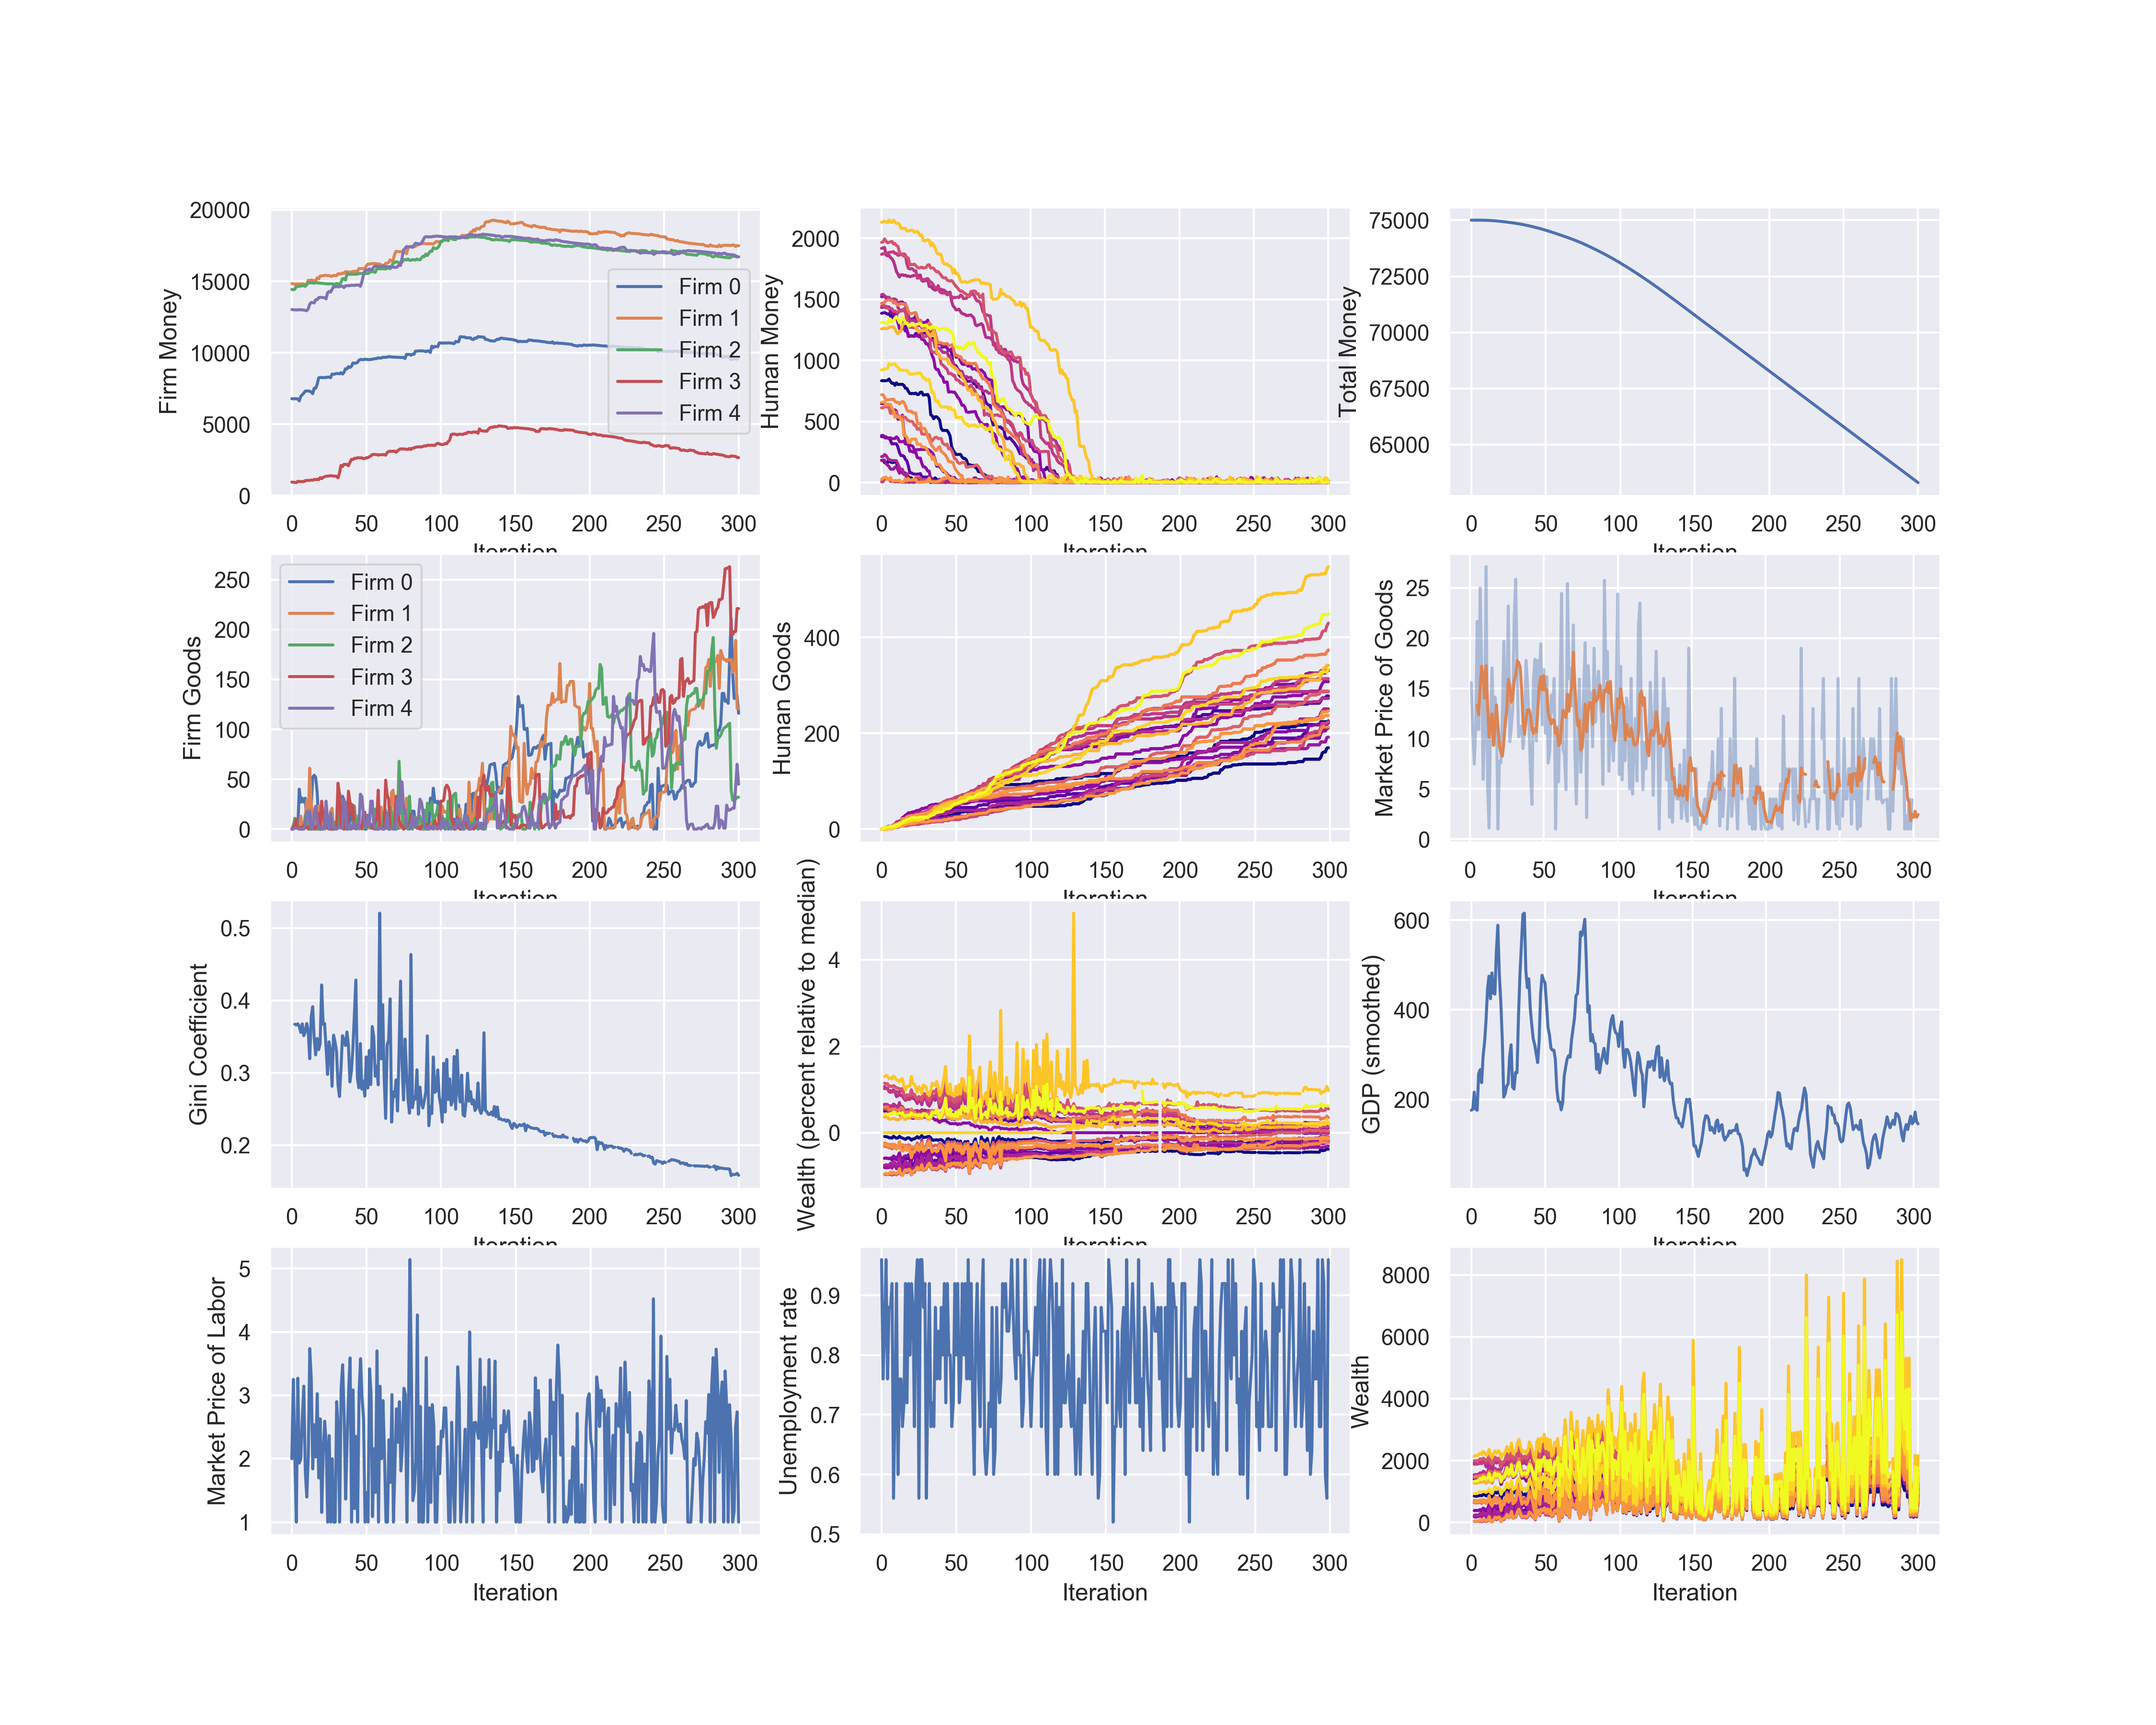 Firm Money
20000
15000
10000
5000
0
0 50 100 150 200 250 300
Iteration
Firm 0
Firm 1
Firm 2
Firm 3
Firm 4
Human Money
2000
1500
1000
500
0
0 50 100 150 200 250 300
Iteration
Total Money
75000
72500
70000
67500
65000
0 50 100 150 200 250 300
Iteration
Firm Goods
250
200
150
100
50
0
0 50 100 150 200 250 300
Iteration
Firm 0
Firm 1
Firm 2
Firm 3
Firm 4
Human Goods
400
200
0
0 50 100 150 200 250 300
Iteration
Market Price of Goods
25
20
15
10
5
0
0 50 100 150 200 250 300
Iteration
Gini Coefficient
0.5
0.4
0.3
0.2
0 50 100 150 200 250 300
Iteration
Wealth (percent relative to median)
4
2
0
0 50 100 150 200 250 300
Iteration
GDP (smoothed)
600
400
200
0 50 100 150 200 250 300
Iteration
Market Price of Labor
5
4
3
2
1
0 50 100 150 200 250 300
Iteration
Unemployment rate
0.9
0.8
0.7
0.6
0.5
0 50 100 150 200 250 300
Iteration
Wealth
8000
6000
4000
2000
0
0 50 100 150 200 250 300
Iteration